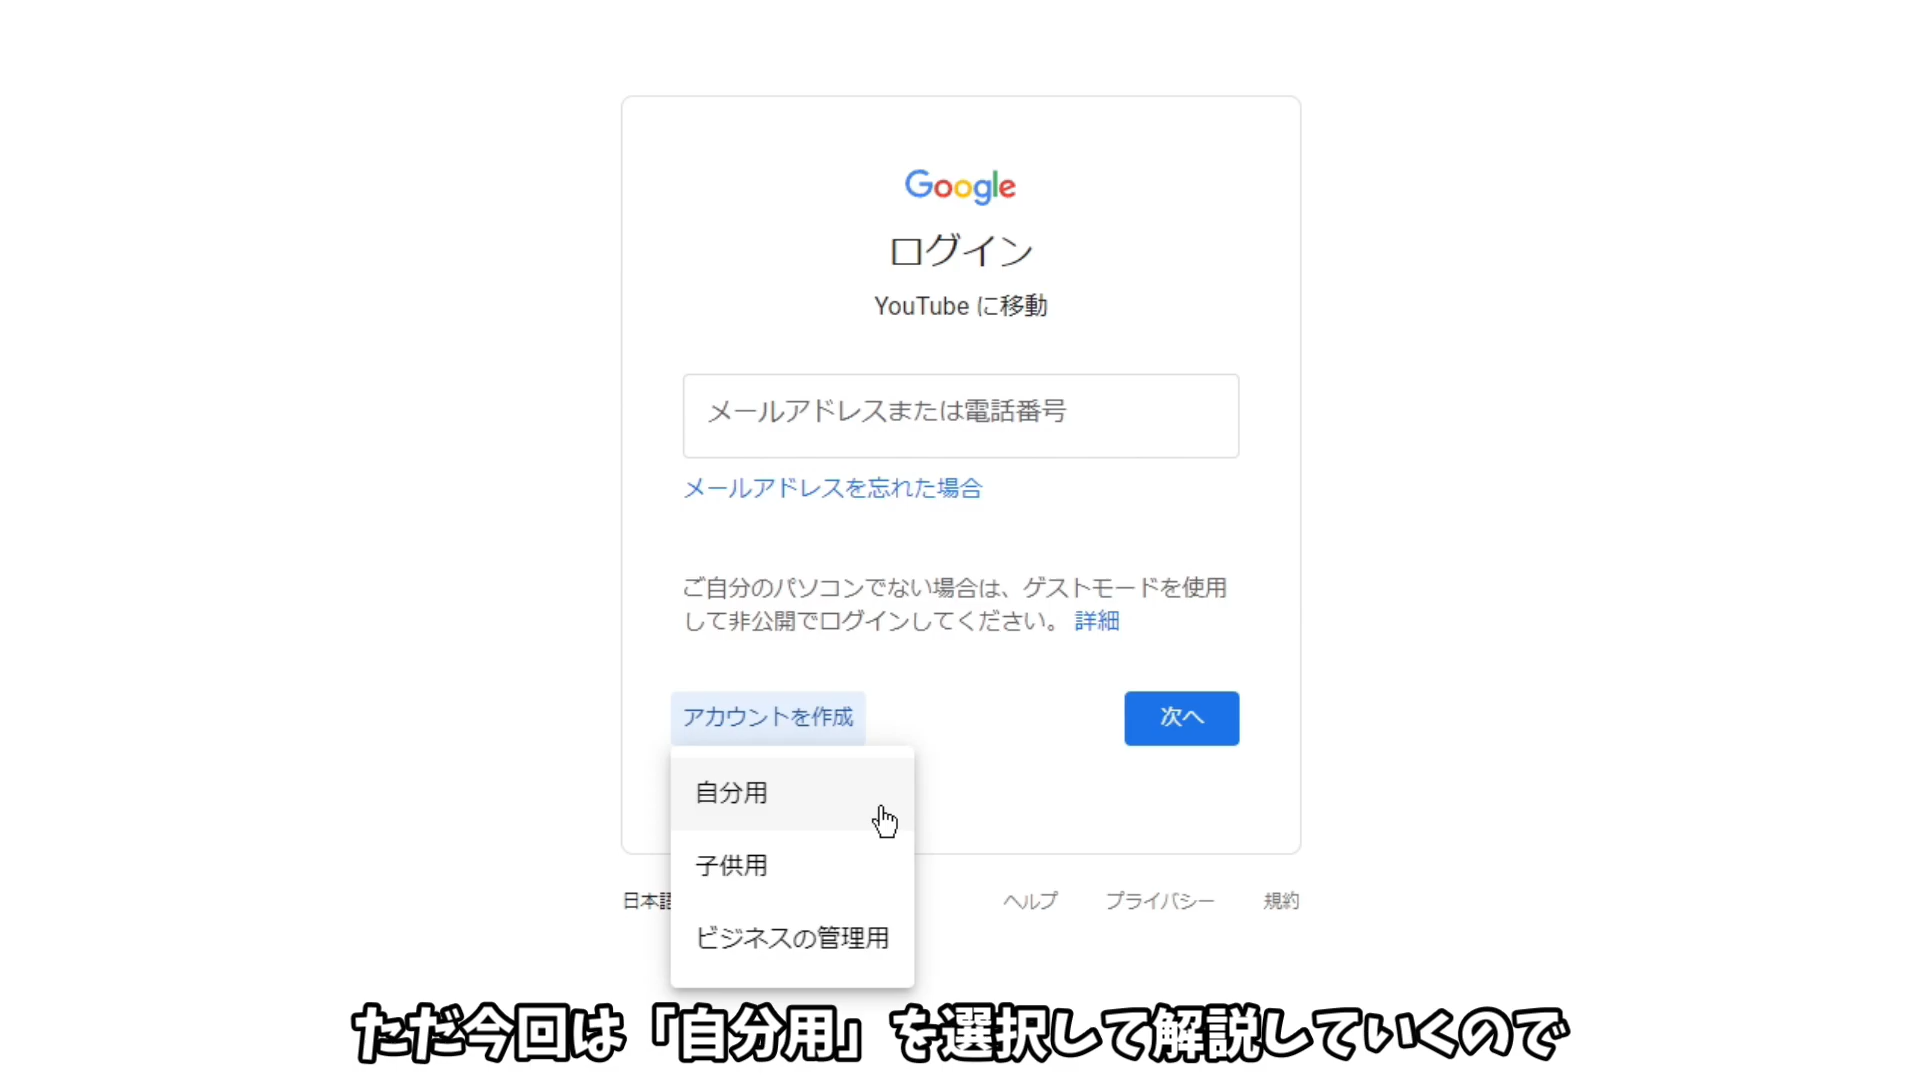 Google
ログイン
YouTube に移動
メールアドレスまたは電話番号
メールアドレスを忘れた場合
ご自分のパソコンでない場合は、ゲストモードを使用
して非公開でログインしてください。 詳細
アカウントを作成
次へ
自分用
子供用
ビジネスの管理用
日本語
ヘルプ
プライバシー
規約
ただ今回は「自分用」を選択して解説していくので